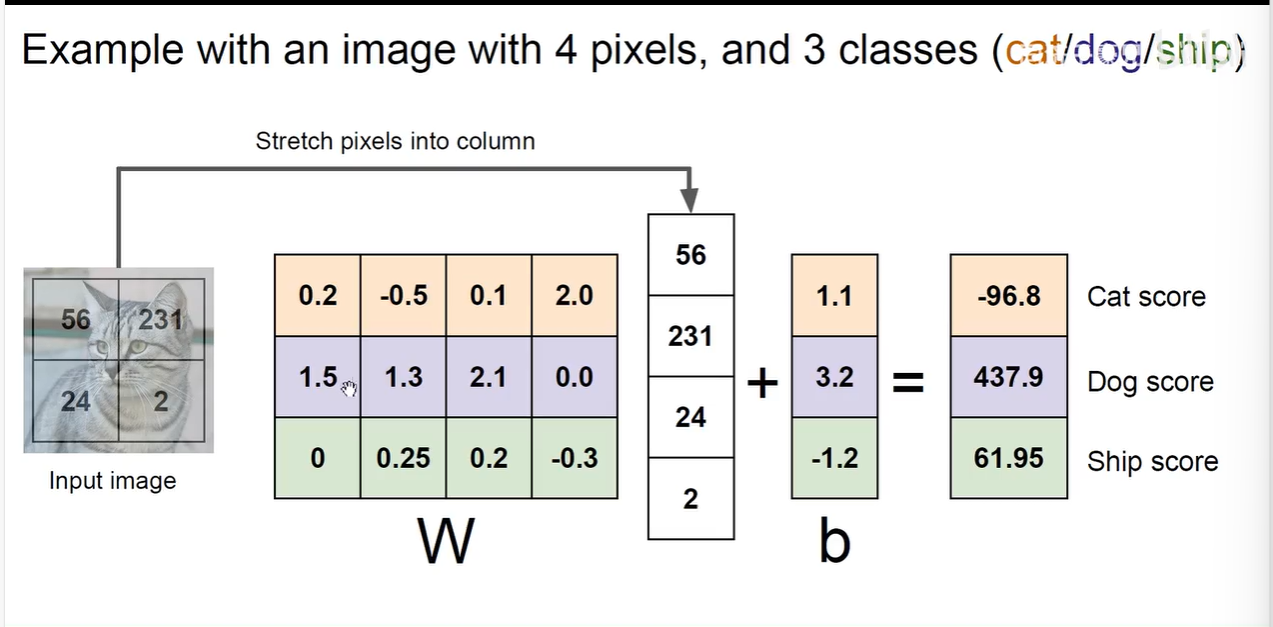 Example with an image with 4 pixels, and 3 classes (cat/dog/ship)
Stretch pixels into column
56 231
24 2
Input image
0.2 -0.5 0.1 2.0
1.5 1.3 2.1 0.0
0 0.25 0.2 -0.3
W
56
231
24
2
+
1.1
3.2
-1.2
b
=
-96.8 Cat score
437.9 Dog score
61.95 Ship score